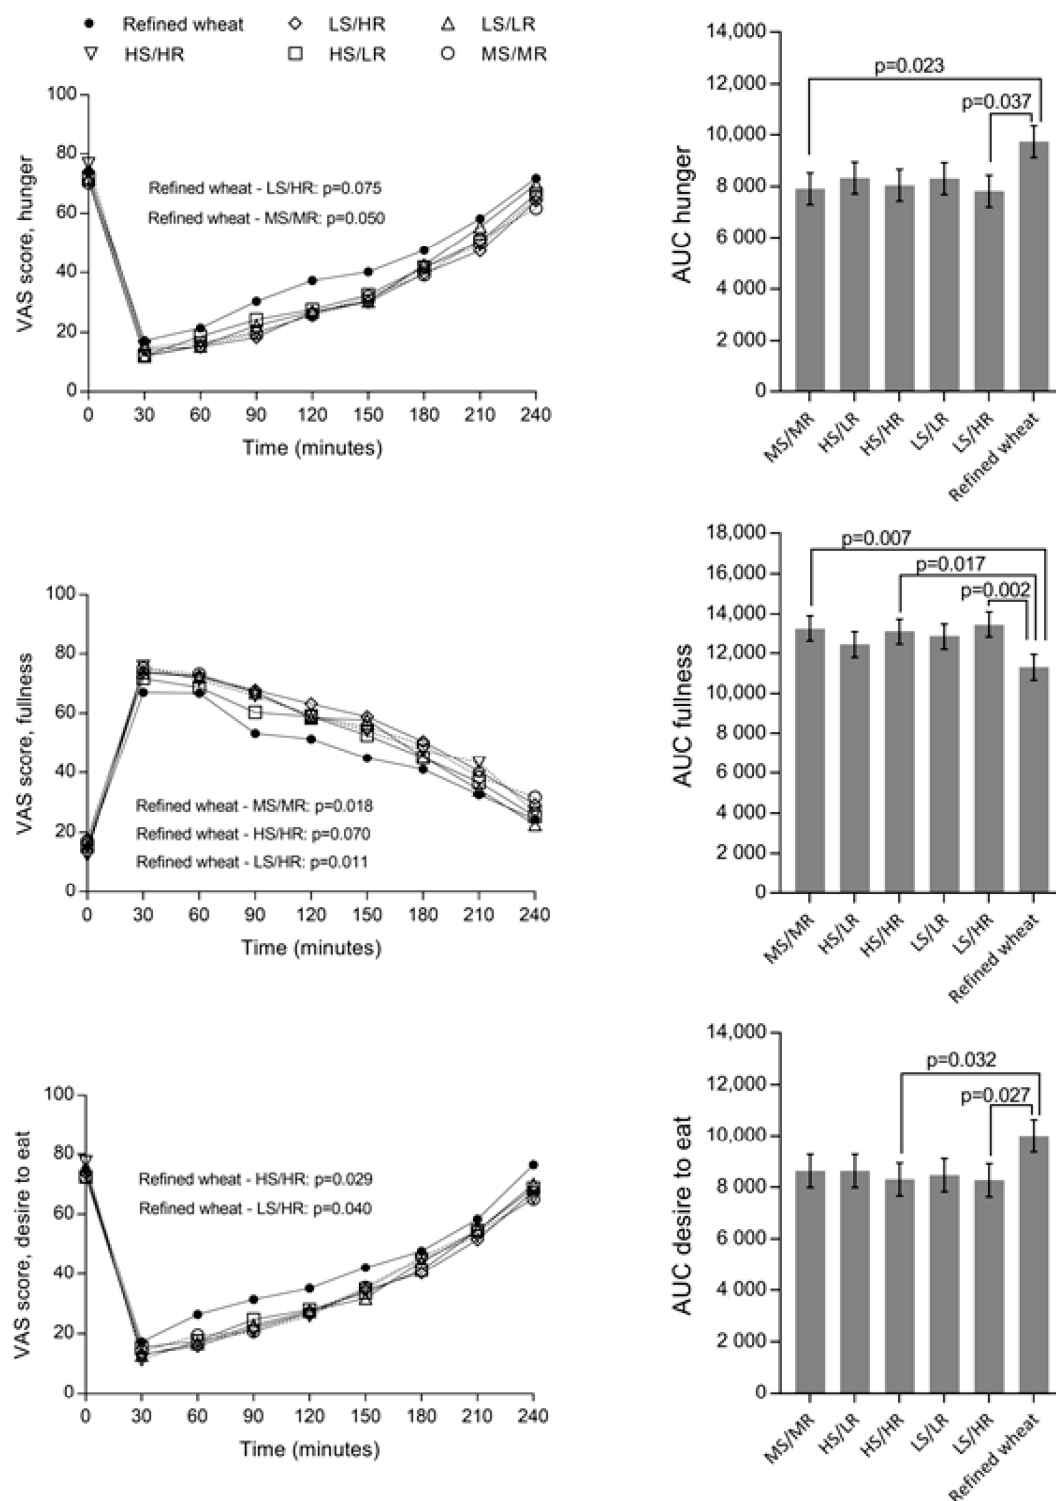 Refined wheat LS/HR LS/LR
HS/HR HS/LR MS/MR
100
80
60
40
20
0
VAS score, hunger
Refined wheat - LS/HR: p=0.075
Refined wheat - MS/MR: p=0.050
0 30 60 90 120 150 180 210 240
Time (minutes)
14,000
12,000
10,000
8 000
6 000
4 000
2 000
0
AUC hunger
p=0.023
p=0.037
MS/MR HS/LR HS/HR LS/LR LS/HR Refined wheat
100
80
60
40
20
0
VAS score, fullness
Refined wheat - MS/MR: p=0.018
Refined wheat - HS/HR: p=0.070
Refined wheat - LS/HR: p=0.011
0 30 60 90 120 150 180 210 240
Time (minutes)
18,000
16,000
14,000
12,000
10,000
8 000
6 000
4 000
2 000
0
AUC fullness
p=0.007
p=0.017
p=0.002
MS/MR HS/LR HS/HR LS/LR LS/HR Refined wheat
100
80
60
40
20
0
VAS score, desire to eat
Refined wheat - HS/HR: p=0.029
Refined wheat - LS/HR: p=0.040
0 30 60 90 120 150 180 210 240
Time (minutes)
14,000
12,000
10,000
8 000
6 000
4 000
2 000
0
AUC desire to eat
p=0.032
p=0.027
MS/MR HS/LR HS/HR LS/LR LS/HR Refined wheat